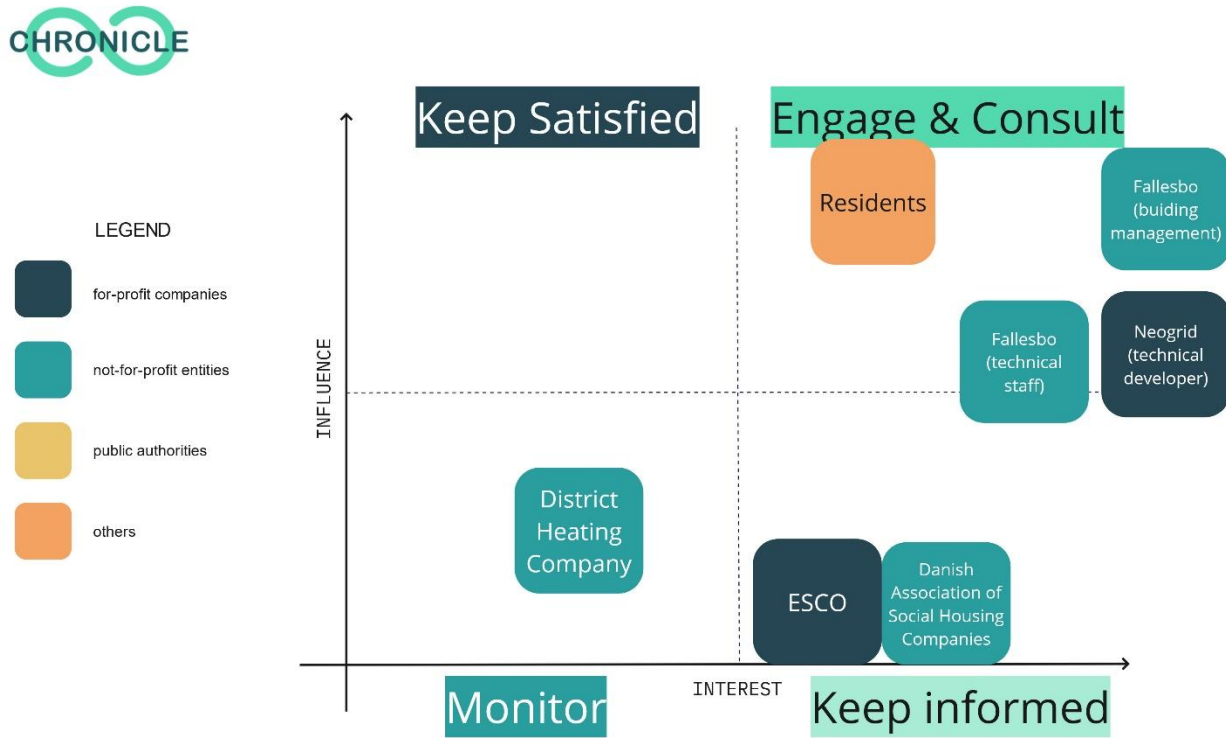 CHRONICLE
Keep Satisfied
Engage & Consult
LEGEND
for-profit companies
not-for-profit entities
public authorities
others
INFLUENCE
Residents
Fallesbo
(buiding
management)
Fallesbo
(technical
staff)
Neogrid
(technical
developer)
District
Heating
Company
ESCO
Danish
Association of
Social Housing
Companies
INTEREST
Monitor
Keep informed